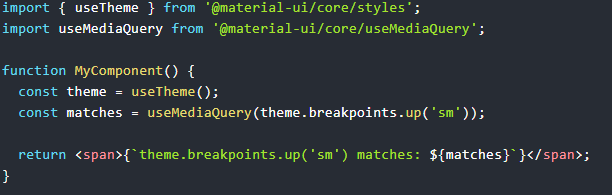 import { useTheme } from '@material-ui/core/styles';
import useMediaQuery from '@material-ui/core/useMediaQuery';
function MyComponent() {
const theme = useTheme();
const matches = useMediaQuery(theme.breakpoints.up('sm'));
return <span>{`theme.breakpoints.up('sm') matches: ${matches}`}</span>;
}